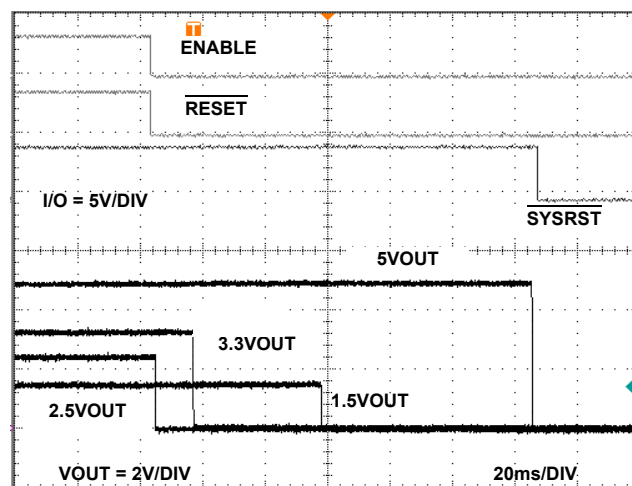 T
ENABLE
RESET
I/O = 5V/DIV
SYSRST
5VOUT
3.3VOUT
2.5VOUT
1.5VOUT
VOUT = 2V/DIV
20ms/DIV